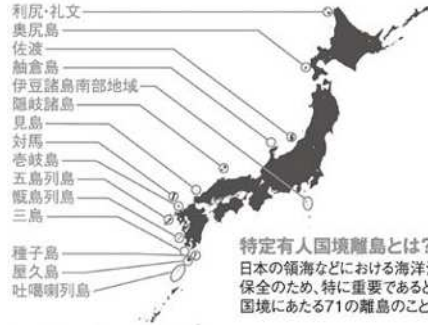 利尻・礼文
奥尻島
佐渡
舳倉島
伊豆諸島南部地域
隠岐諸島
見島
対馬
壱岐島
五島列島
甑島列島
三島
種子島
屋久島
吐噶喇列島
特定有人国境離島とは?
日本の領海などにおける海洋
保全のため、特に重要であると
国境にあたる71の離島のこと